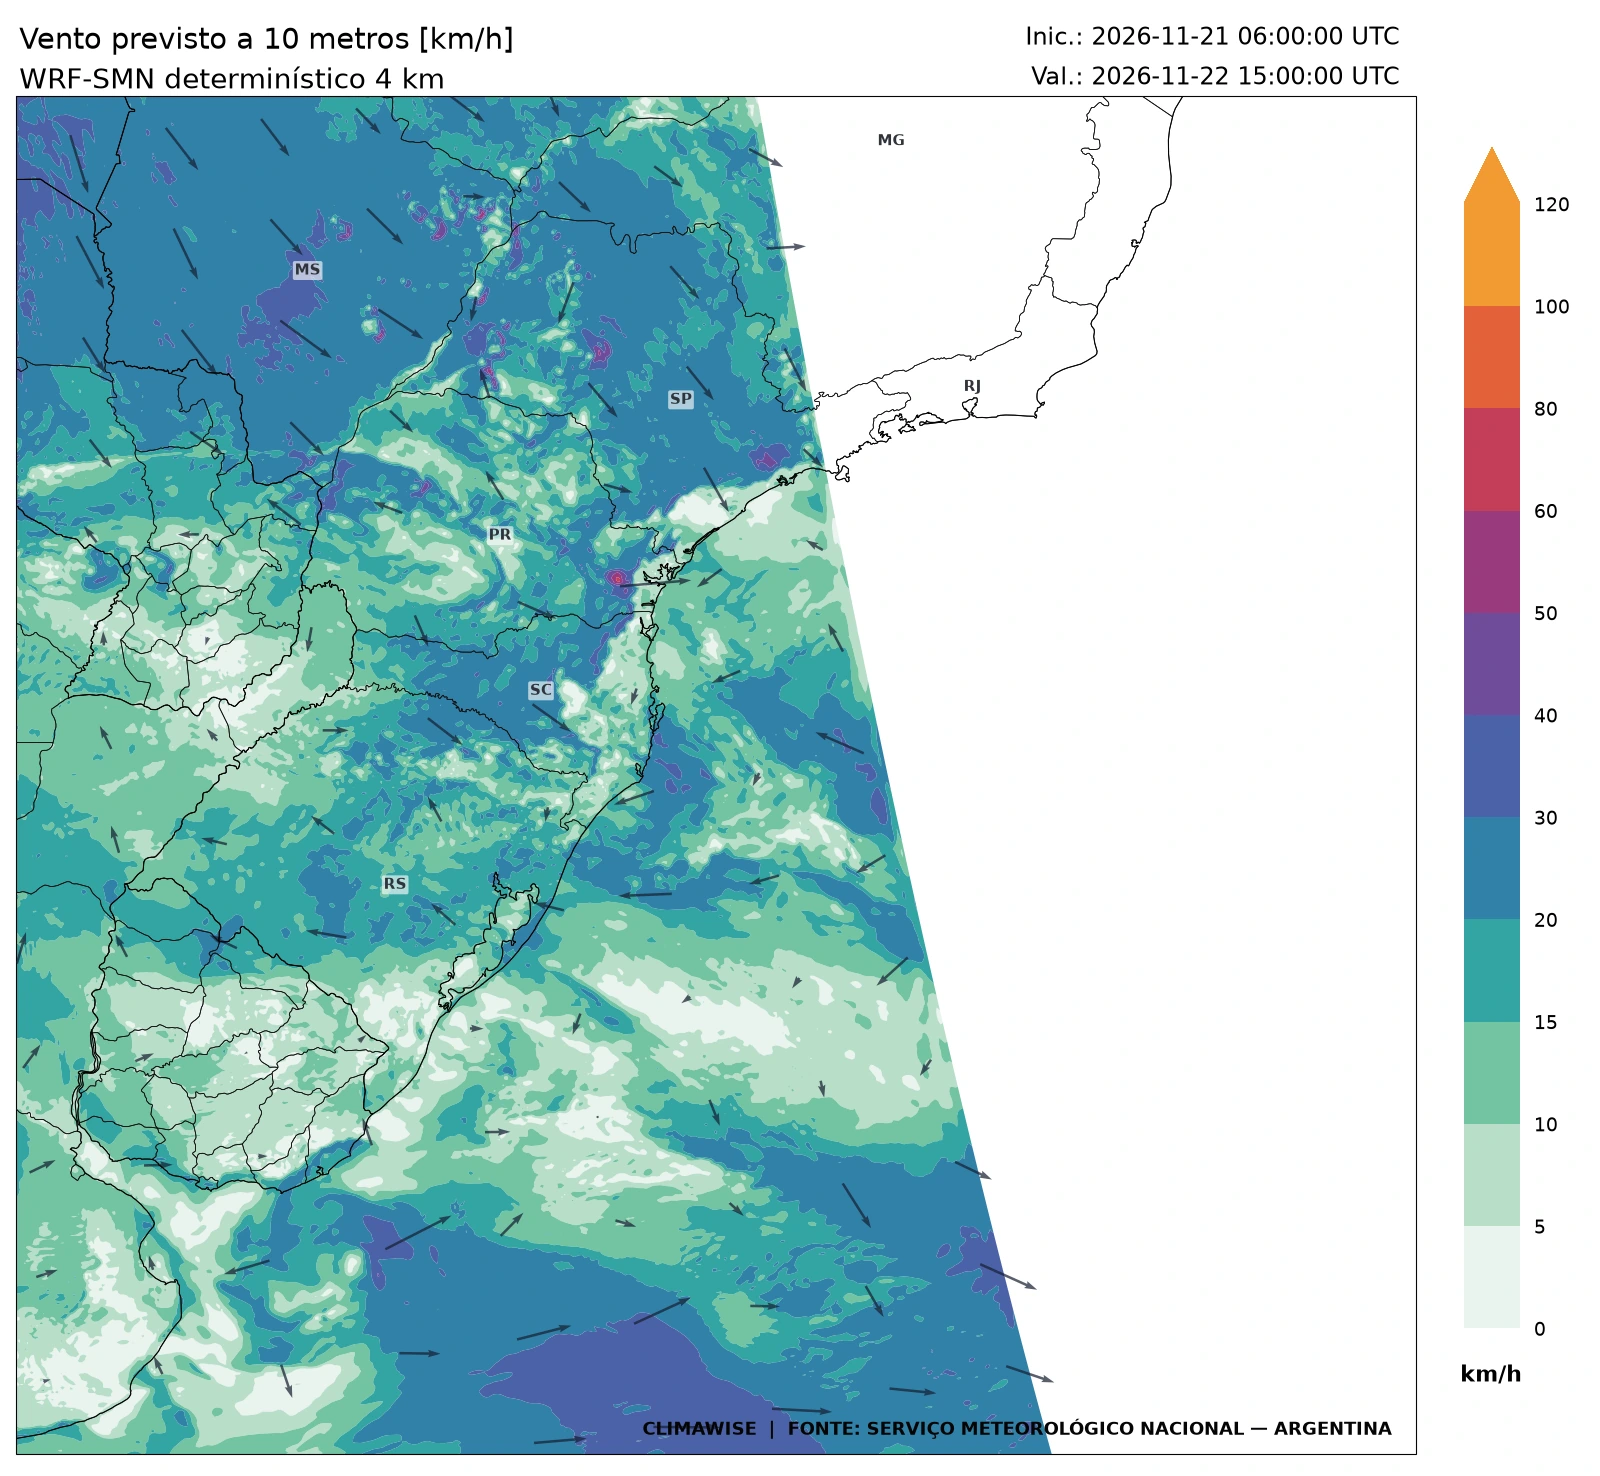 Vento previsto a 10 metros [km/h]
WRF-SMN determinístico 4 km
Inic.: 2026-11-21 06:00:00 UTC
Val.: 2026-11-22 15:00:00 UTC
MG
MS
RJ
SP
PR
SC
RS
120
100
80
60
50
40
30
20
15
10
5
0
km/h
CLIMAWISE | FONTE: SERVIÇO METEOROLÓGICO NACIONAL — ARGENTINA